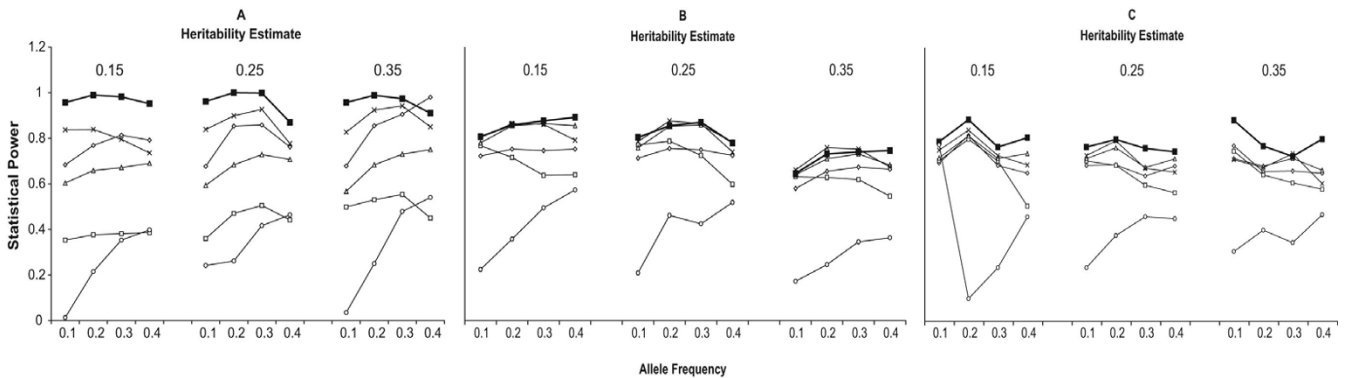 A
Heritability Estimate
0.15 0.25 0.35
B
Heritability Estimate
0.15 0.25 0.35
C
Heritability Estimate
0.15 0.25 0.35
Statistical Power
1.2
1
0.8
0.6
0.4
0.2
0
0.1 0.2 0.3 0.4 0.1 0.2 0.3 0.4 0.1 0.2 0.3 0.4
0.1 0.2 0.3 0.4 0.1 0.2 0.3 0.4 0.1 0.2 0.3 0.4
0.1 0.2 0.3 0.4 0.1 0.2 0.3 0.4 0.1 0.2 0.3 0.4
Allele Frequency